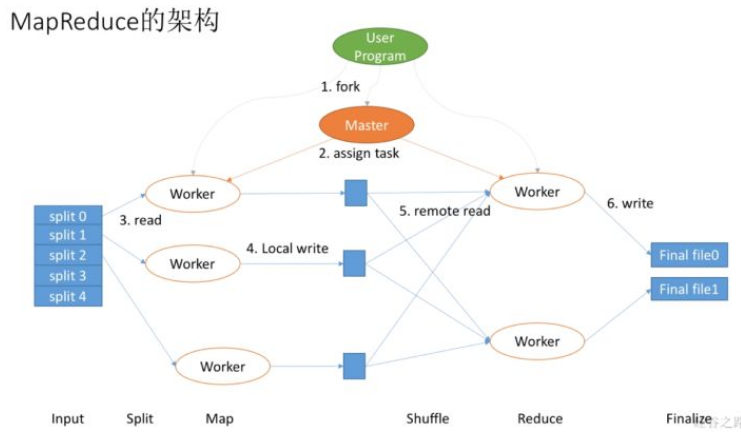 MapReduce的架构
User
Program
1. fork
Master
2. assign task
Worker
Worker
split 0
3. read
5. remote read
6. write
split 1
4. Local write
Worker
split 2
Final file0
split 3
Final file1
split 4
Worker
Worker
Input
Split
Map
Shuffle
Reduce
Finalize